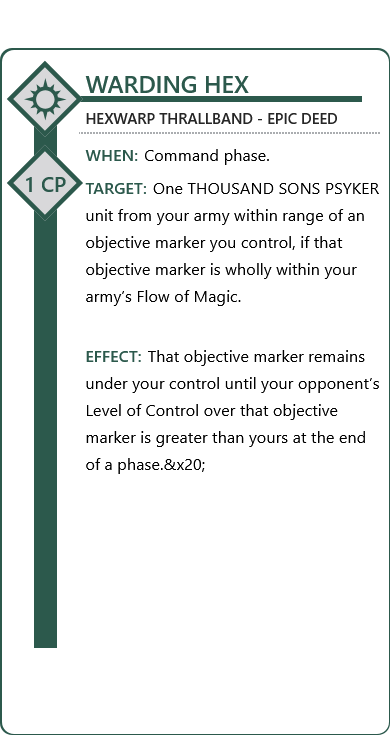 WARDING HEX
HEXWARP THRALLBAND - EPIC DEED
WHEN: Command phase.
1 CP
TARGET: One THOUSAND SONS PSYKER
unit from your army within range of an
objective marker you control, if that
objective marker is wholly within your
army’s Flow of Magic.
EFFECT: That objective marker remains
under your control until your opponent’s
Level of Control over that objective
marker is greater than yours at the end
of a phase.&x20;